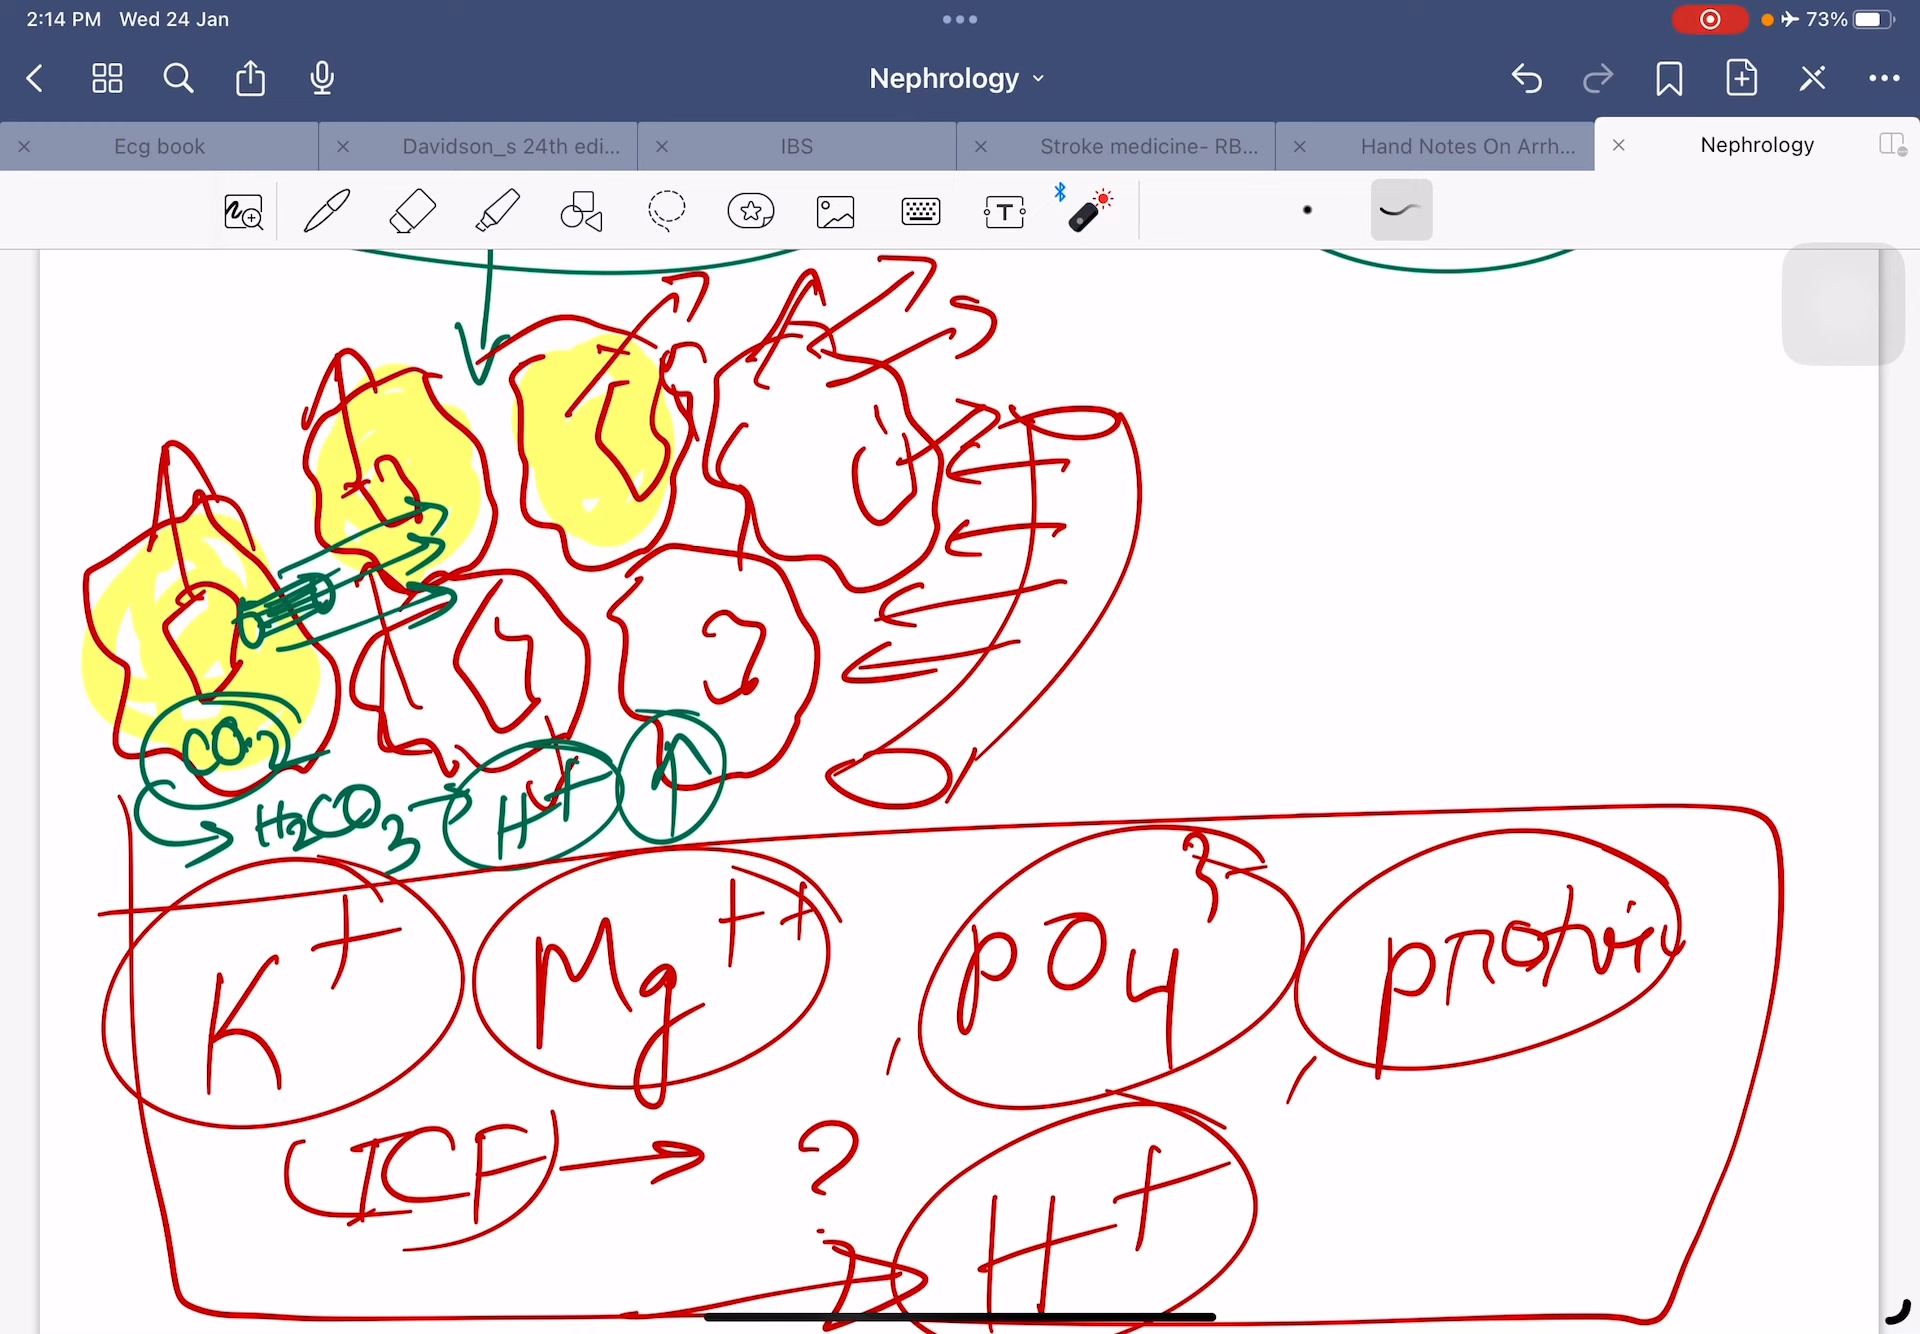 2:14 PM Wed 24 Jan
73%
Nephrology
Ecg book
Davidson_s 24th edi...
IBS
Stroke medicine- RB...
Hand Notes On Arrh...
Nephrology
T
CO2
H2CO3 → H+ ↑
K+ Mg++ , PO4 3- , protein
(ICF) → ?
H+